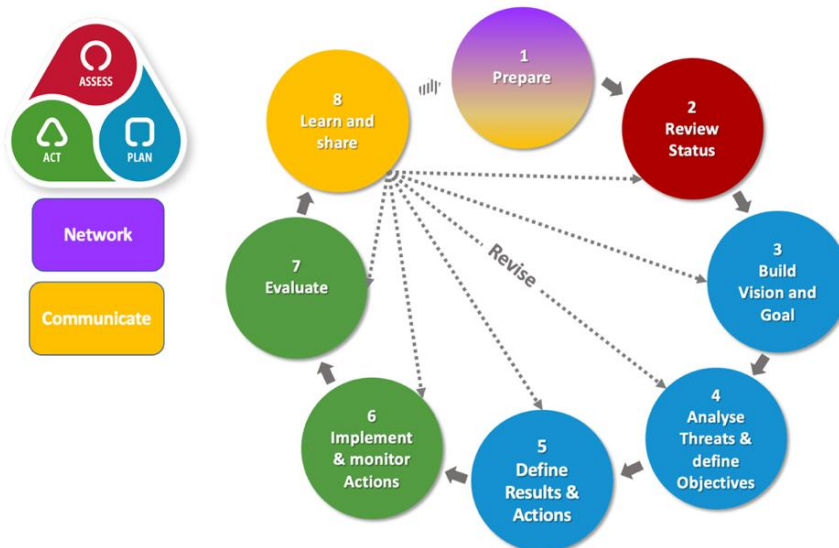 ASSESS
ACT
PLAN
Network
Communicate
1
Prepare
2
Review
Status
3
Build
Vision and
Goal
4
Analyse
Threats &
define
Objectives
5
Define
Results &
Actions
6
Implement
& monitor
Actions
7
Evaluate
8
Learn and
share
Revise